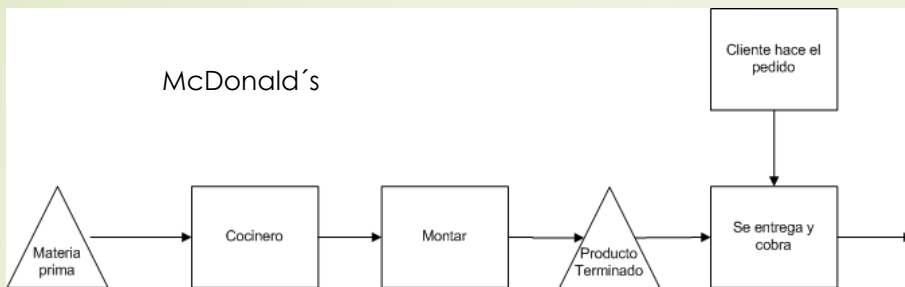 McDonald´s
Cliente hace el
pedido
Materia
prima
Cocinero
Montar
Producto
Terminado
Se entrega y
cobra